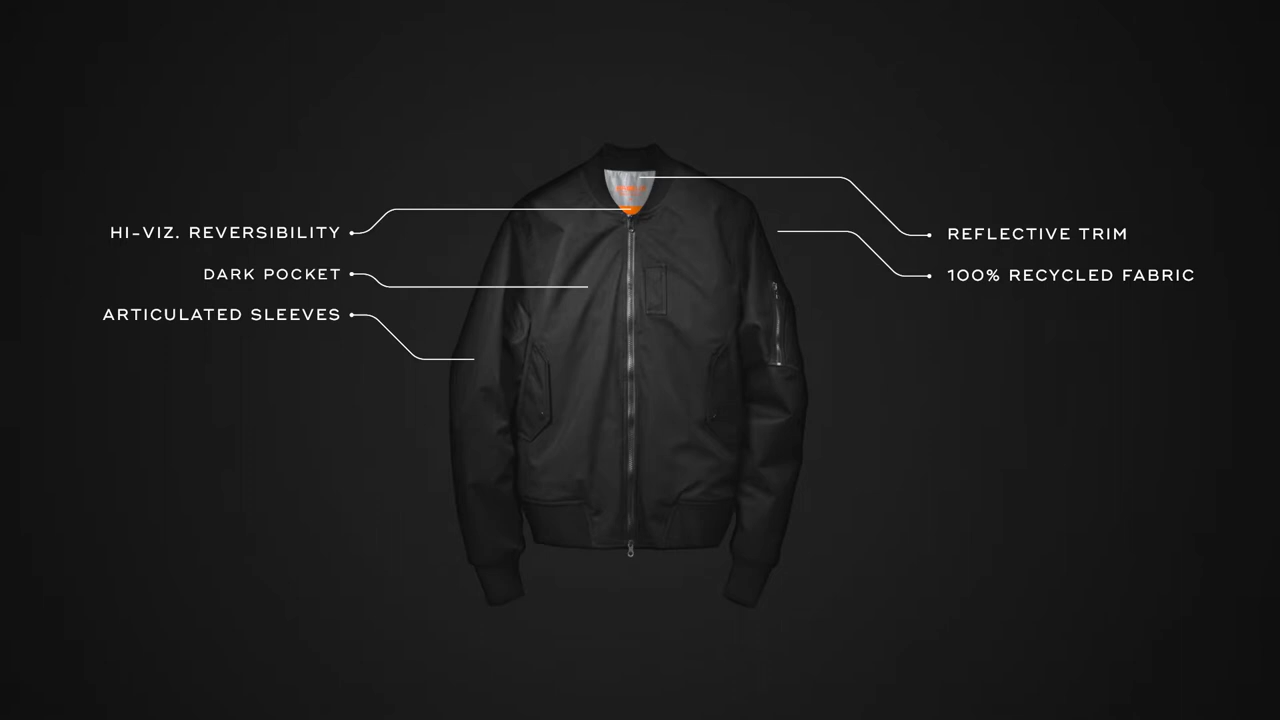 HI-VIZ. REVERSIBILITY
DARK POCKET
ARTICULATED SLEEVES
REFLECTIVE TRIM
100% RECYCLED FABRIC